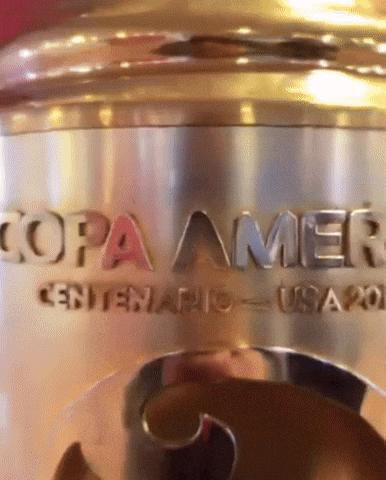 COPA AMER
CENTENARIO — USA 20